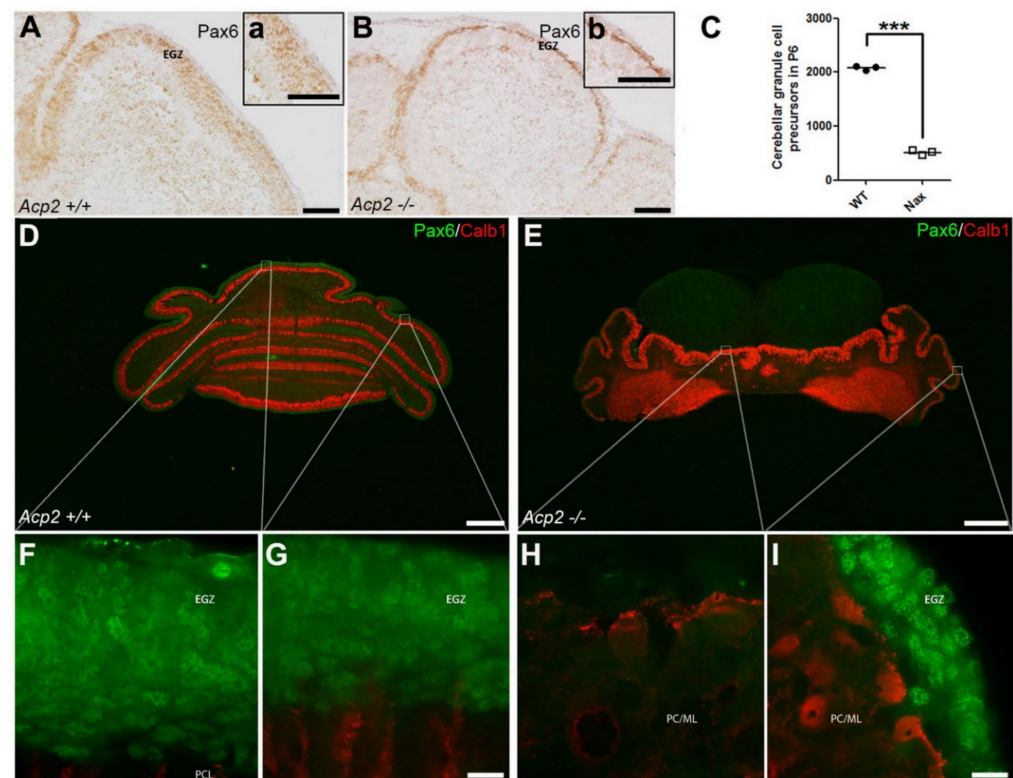 A
Pax6
EGZ
a
Acp2 +/+
B
Pax6
EGZ
b
Acp2 -/-
C
Cerebellar granule cell
precursors in P6
3000
2000
1000
0
***
WT
Nax
D
Pax6/Calb1
Acp2 +/+
E
Pax6/Calb1
Acp2 -/-
F
EGZ
PCL
G
EGZ
H
PC/ML
I
EGZ
PC/ML